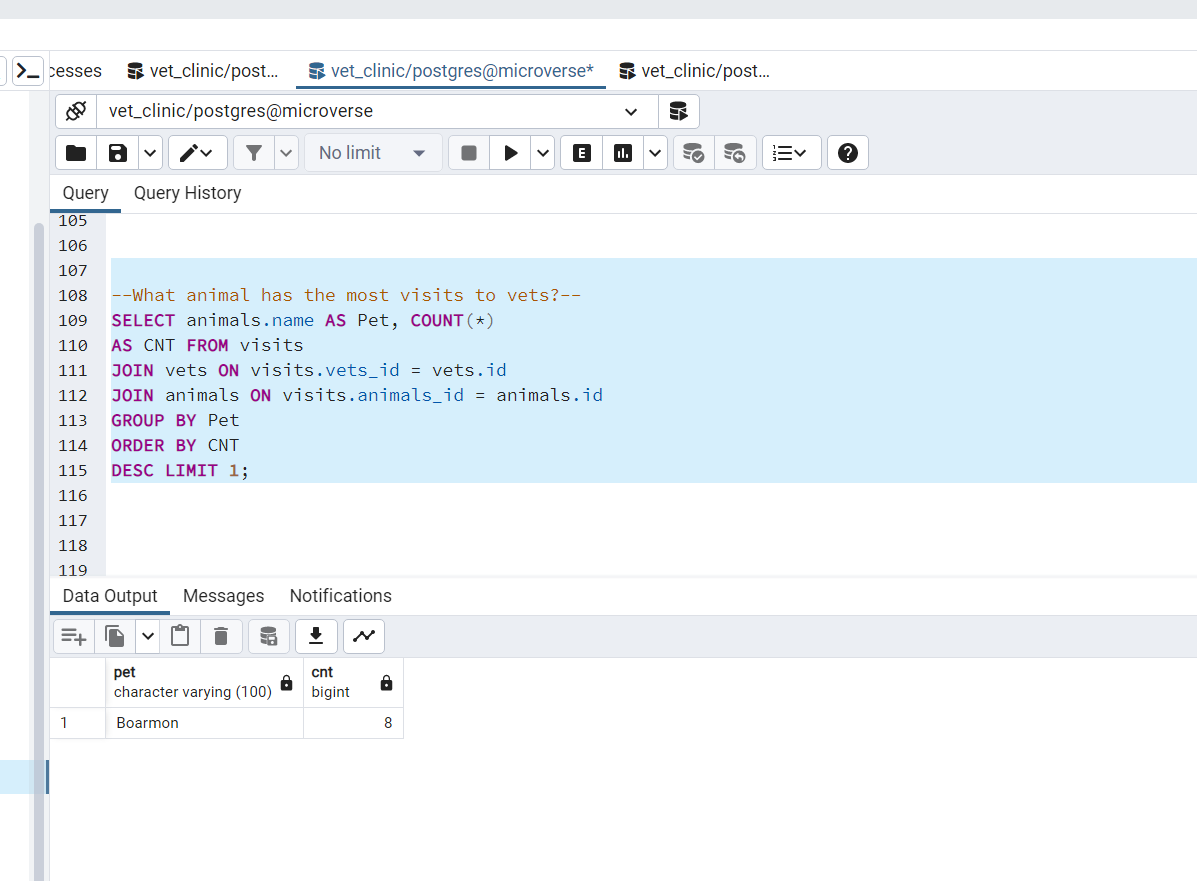 cesses vet_clinic/post... vet_clinic/postgres@microverse* vet_clinic/post...
vet_clinic/postgres@microverse
No limit E
Query Query History
105
106
107
108 --What animal has the most visits to vets?--
109 SELECT animals.name AS Pet, COUNT(*)
110 AS CNT FROM visits
111 JOIN vets ON visits.vets_id = vets.id
112 JOIN animals ON visits.animals_id = animals.id
113 GROUP BY Pet
114 ORDER BY CNT
115 DESC LIMIT 1;
116
117
118
119
Data Output Messages Notifications
pet cnt
character varying (100) bigint
1 Boarmon 8